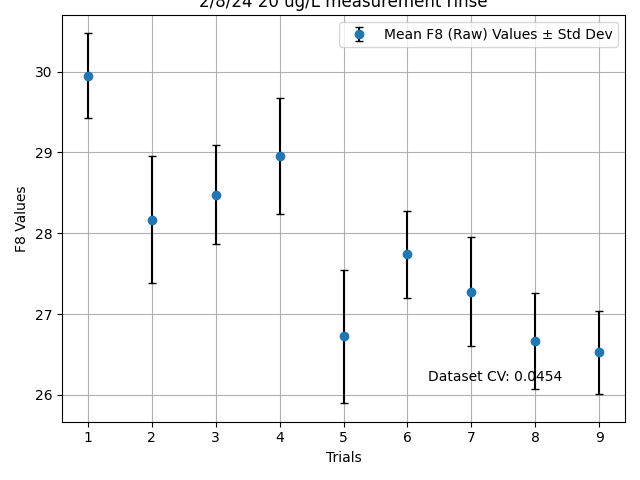 2/8/24 20 ug/L measurement rinse
Mean F8 (Raw) Values ± Std Dev
F8 Values
30
29
28
27
26
Dataset CV: 0.0454
1 2 3 4 5 6 7 8 9
Trials